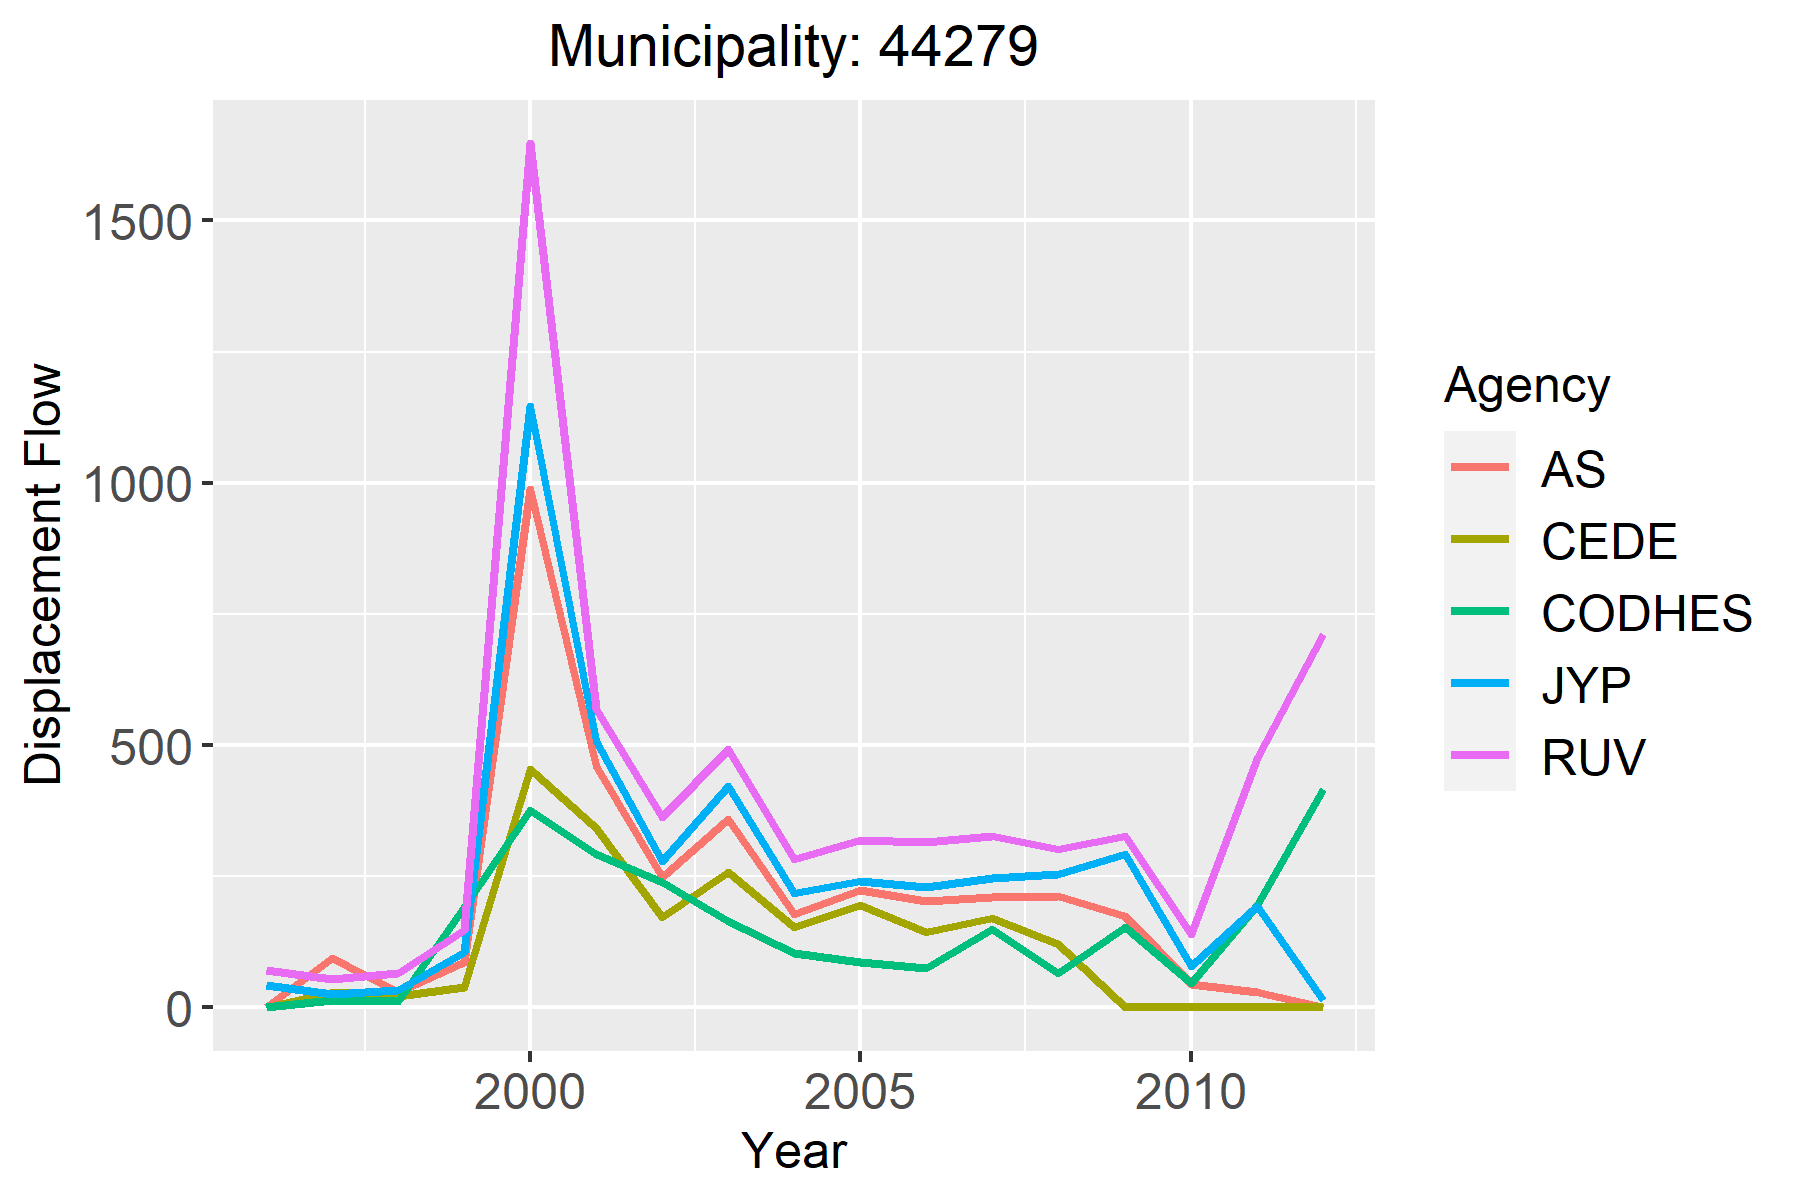 Municipality: 44279
Displacement Flow
1500
1000
500
0
2000
2005
2010
Year
Agency
AS
CEDE
CODHES
JYP
RUV